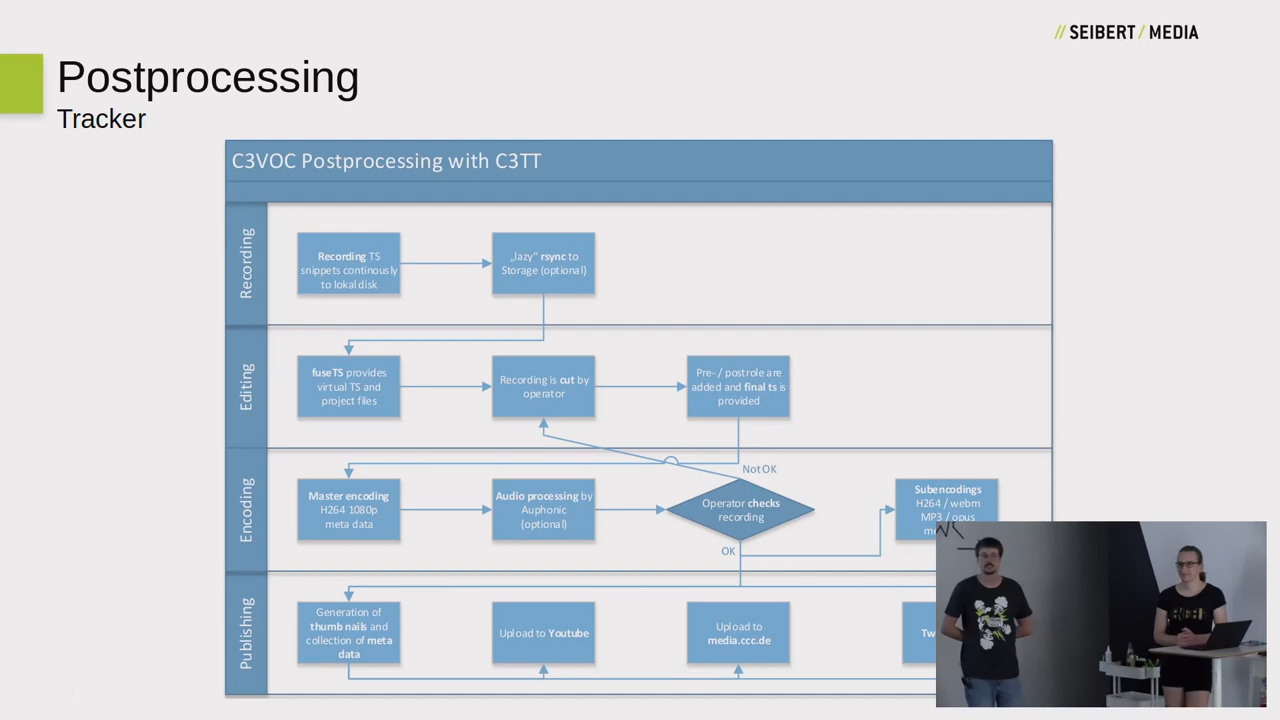 // SEIBERT / MEDIA
Postprocessing
Tracker
C3VOC Postprocessing with C3TT
Recording
Recording TS
snippets continously
to lokal disk
„lazy“ rsync to
Storage (optional)
Editing
fuseTS provides
virtual TS and
project files
Recording is cut by
operator
Pre- / postrole are
added and final ts is
provided
Encoding
Master encoding
H264 1080p
meta data
Audio processing by
Auphonic
(optional)
Not OK
Operator checks
recording
OK
Subencodings
H264 / webm
MP3 / opus
Publishing
Generation of
thumb nails and
collection of meta
data
Upload to Youtube
Upload to
media.ccc.de
Tw